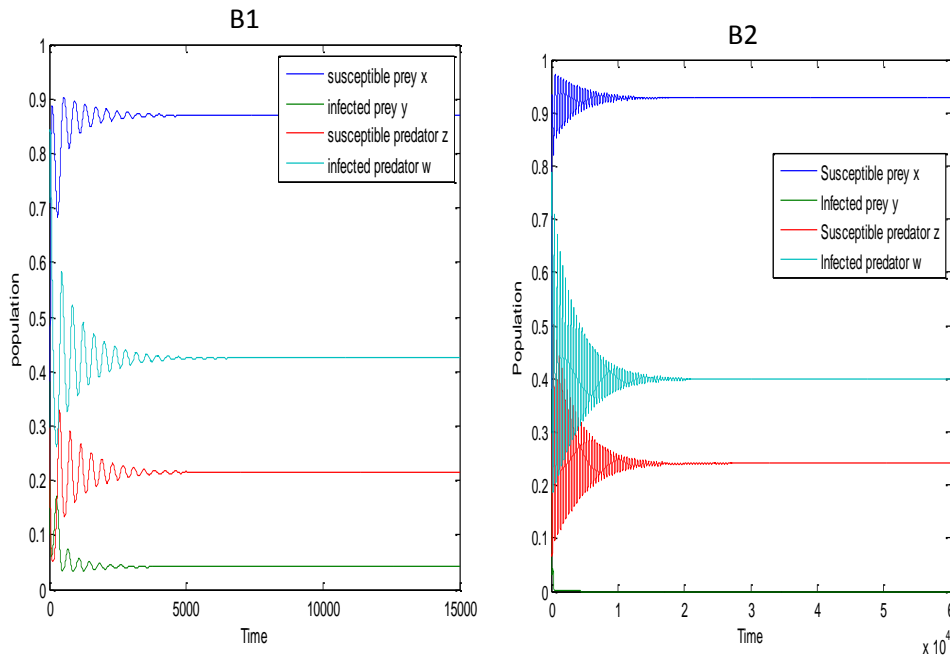 B1
1
0.9
0.8
0.7
0.6
0.5
0.4
0.3
0.2
0.1
0
population
susceptible prey x
infected prey y
susceptible predator z
infected predator w
0 5000 10000 15000
Time
B2
1
0.9
0.8
0.7
0.6
0.5
0.4
0.3
0.2
0.1
0
Population
Susceptible prey x
Infected prey y
Susceptible predator z
Infected predator w
0 1 2 3 4 5 6
x 10⁴
Time